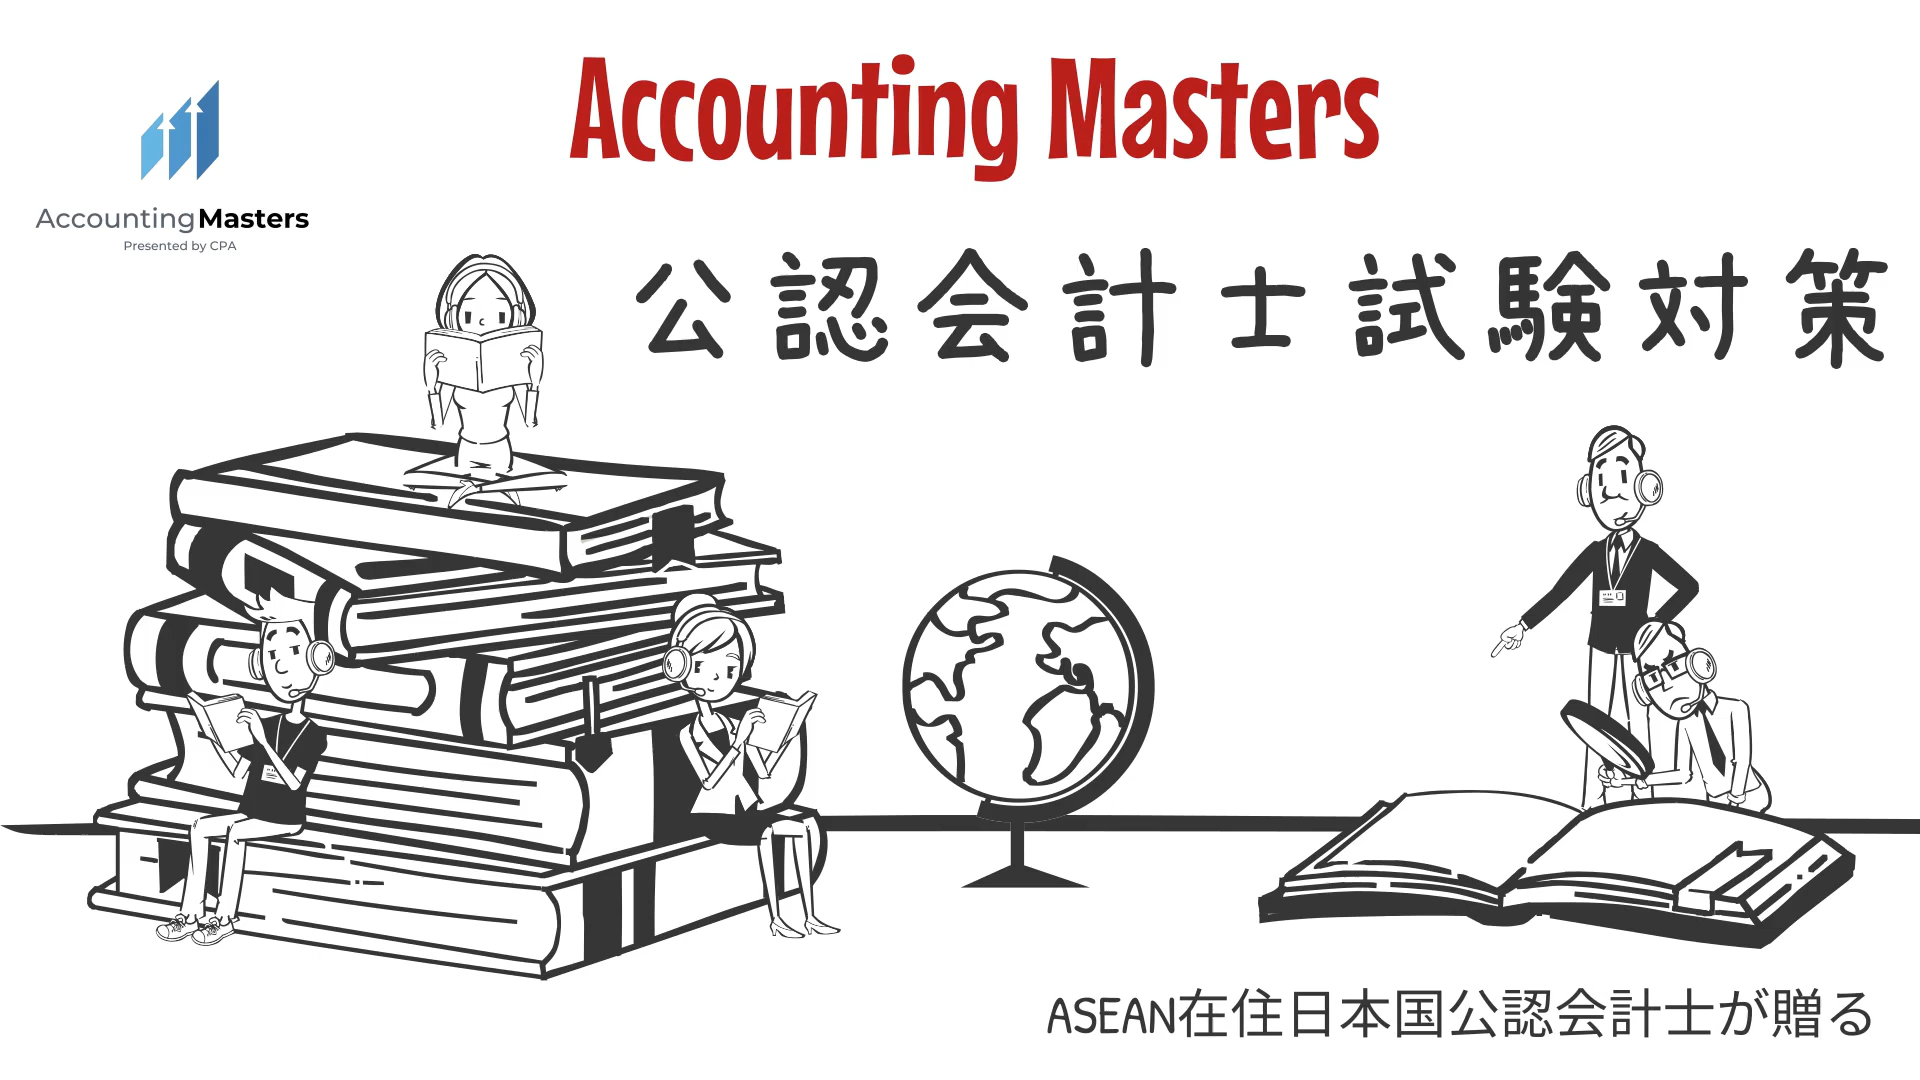 Accounting Masters
AccountingMasters
Presented by CPA
公認会計士試験対策
ASEAN在住日本国公認会計士が贈る